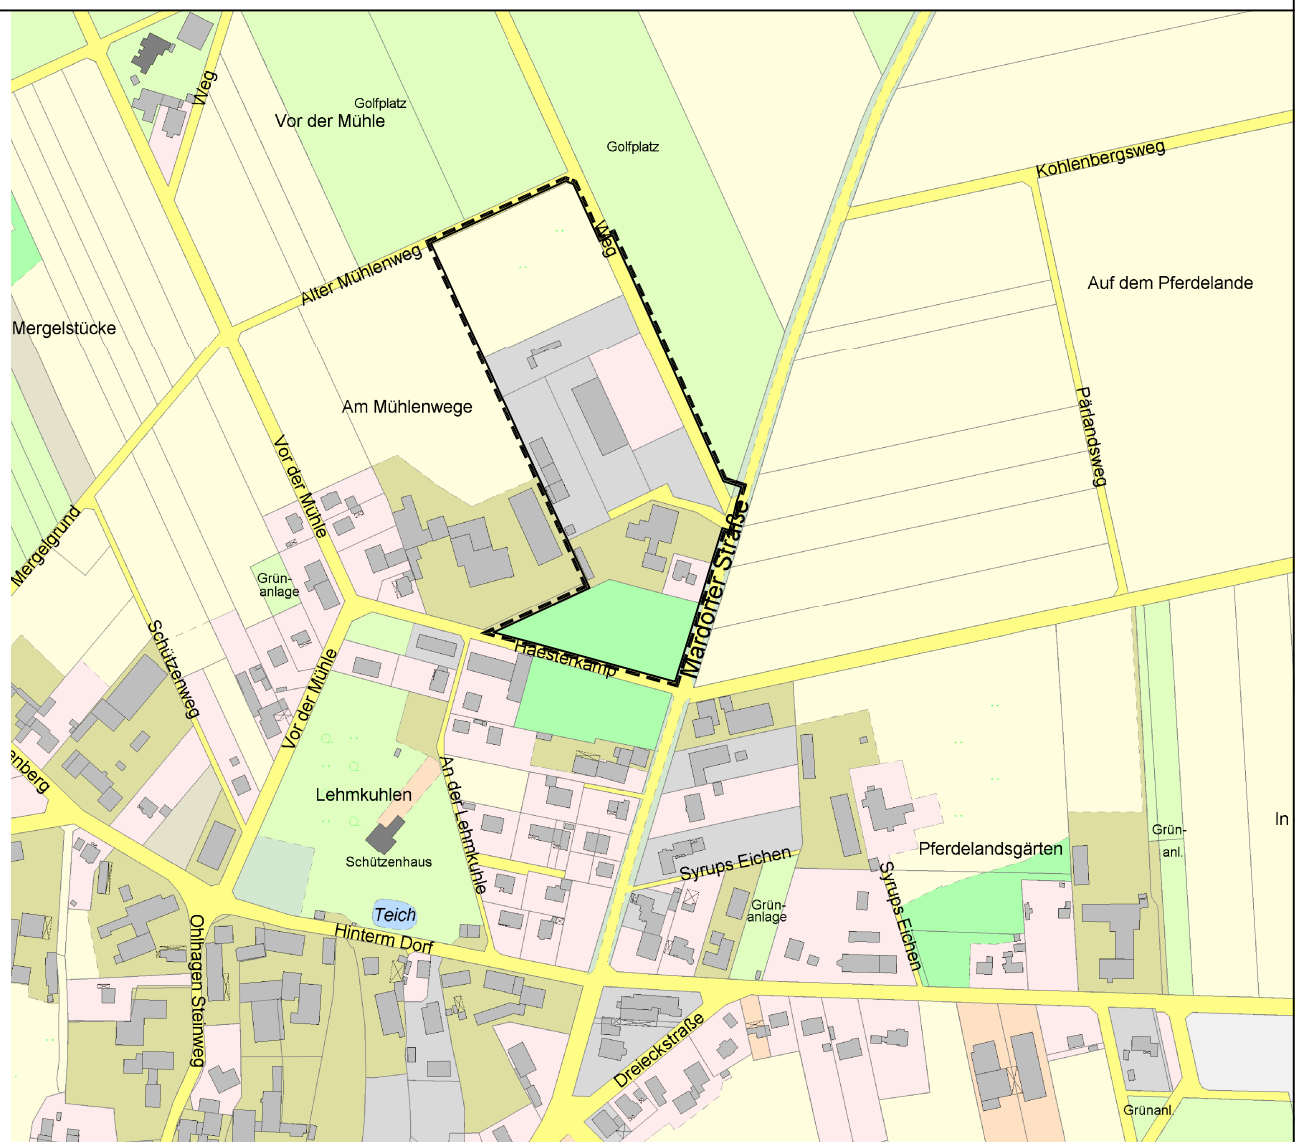 Weg
Golfplatz
Vor der Mühle
Golfplatz
Kohlenbergsweg
Weg
Alter Mühlenweg
Auf dem Pferdelande
Mergelstücke
Am Mühlenwege
Pärlandsweg
Vor der Mühle
Mergelgrund
Mardorfer Straße
Grün-
anlage
Schützenweg
Haesterkamp
Vor der Mühle
enberg
An der Lehmkuhle
Lehmkuhlen
Schützenhaus
In
Grün-
anl.
Pferdelandsgärten
Syrups Eichen
Syrups Eichen
Grün-
anlage
Teich
Hinterm Dorf
Ohlhagen Steinweg
Dreieckstraße
Grünanl.